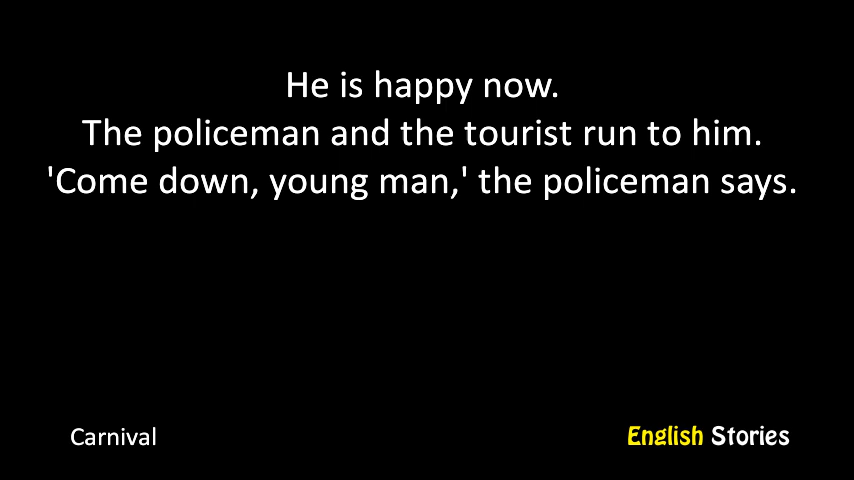 He is happy now.
The policeman and the tourist run to him.
'Come down, young man,' the policeman says.
Carnival
English Stories